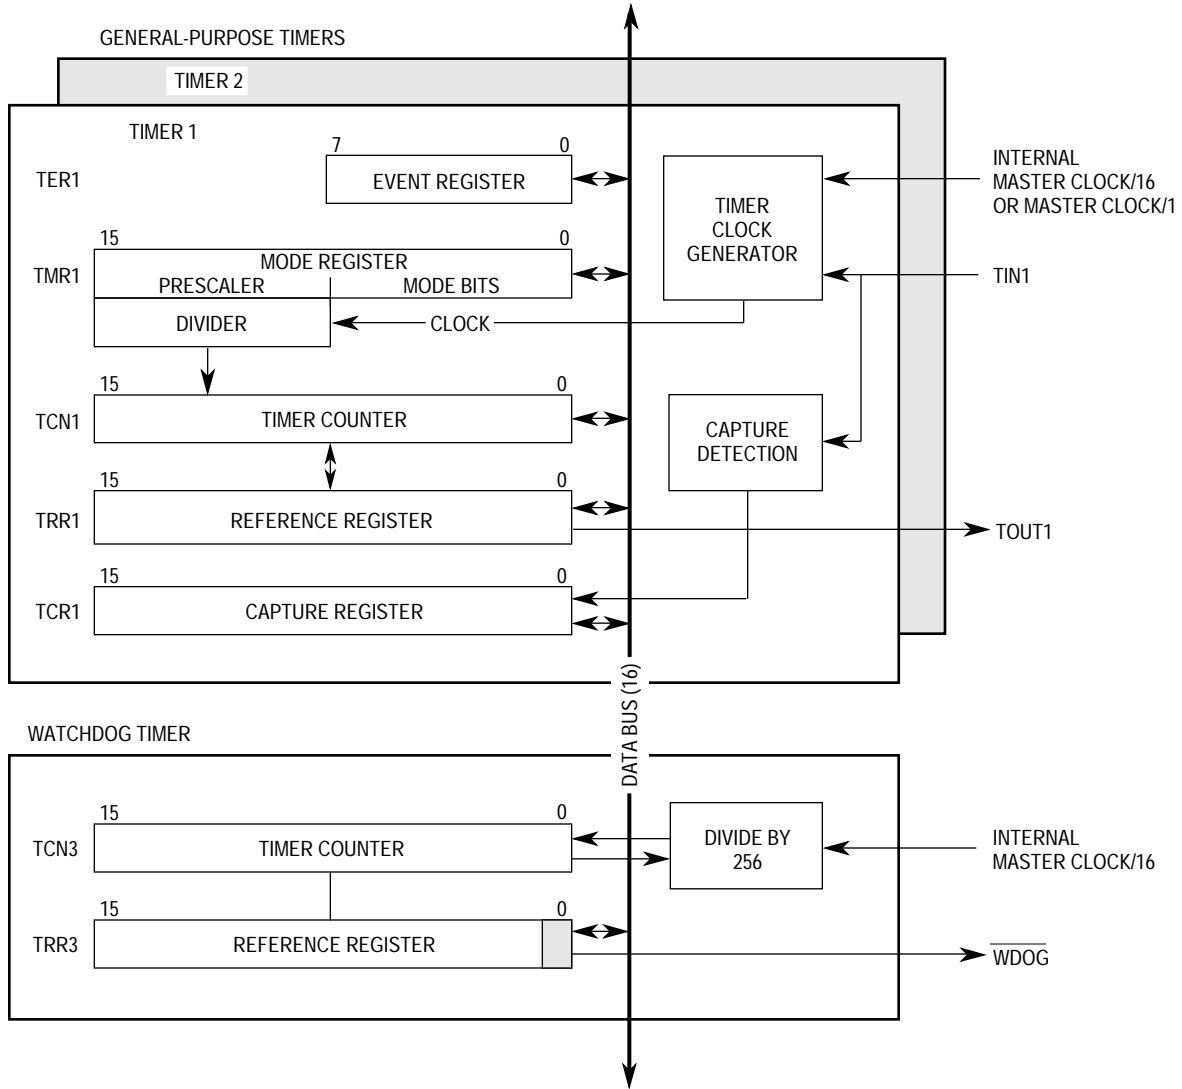 GENERAL-PURPOSE TIMERS
TIMER 2
TIMER 1
7 0
TER1
EVENT REGISTER
TIMER
CLOCK
GENERATOR
INTERNAL
MASTER CLOCK/16
OR MASTER CLOCK/1
15 0
TMR1
MODE REGISTER
PRESCALER MODE BITS
TIN1
DIVIDER
CLOCK
15 0
TCN1
TIMER COUNTER
CAPTURE
DETECTION
15 0
TRR1
REFERENCE REGISTER
TOUT1
15 0
TCR1
CAPTURE REGISTER
DATA BUS (16)
WATCHDOG TIMER
15 0
TCN3
TIMER COUNTER
DIVIDE BY
256
INTERNAL
MASTER CLOCK/16
15 0
TRR3
REFERENCE REGISTER
WDOG